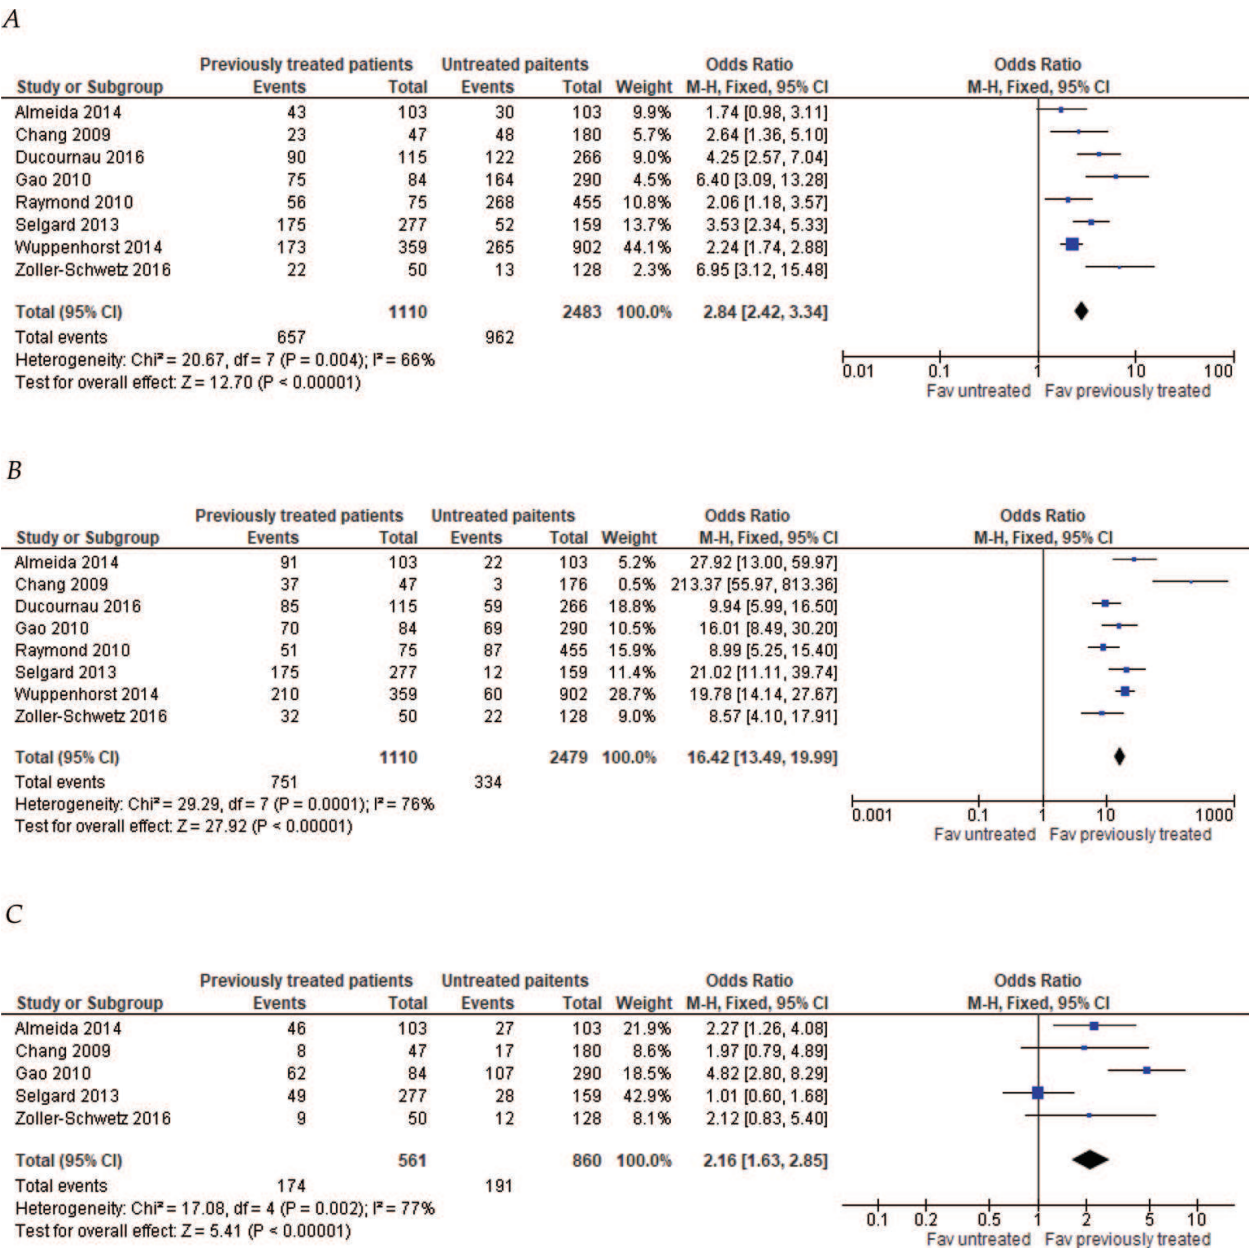 A
Previously treated patients Untreated paitents Odds Ratio Odds Ratio
Study or Subgroup Events Total Events Total Weight M-H, Fixed, 95% CI M-H, Fixed, 95% CI
Almeida 2014 43 103 30 103 9.9% 1.74 [0.98, 3.11]
Chang 2009 23 47 48 180 5.7% 2.64 [1.36, 5.10]
Ducournau 2016 90 115 122 266 9.0% 4.25 [2.57, 7.04]
Gao 2010 75 84 164 290 4.5% 6.40 [3.09, 13.28]
Raymond 2010 56 75 268 455 10.8% 2.06 [1.18, 3.57]
Selgard 2013 175 277 52 159 13.7% 3.53 [2.34, 5.33]
Wuppenhorst 2014 173 359 265 902 44.1% 2.24 [1.74, 2.88]
Zoller-Schwetz 2016 22 50 13 128 2.3% 6.95 [3.12, 15.48]
Total (95% CI) 1110 2483 100.0% 2.84 [2.42, 3.34]
Total events 657 962
Heterogeneity: Chi² = 20.67, df = 7 (P = 0.004); I² = 66%
Test for overall effect: Z = 12.70 (P < 0.00001)
0.01 0.1 1 10 100
Fav untreated Fav previously treated
B
Previously treated patients Untreated paitents Odds Ratio Odds Ratio
Study or Subgroup Events Total Events Total Weight M-H, Fixed, 95% CI M-H, Fixed, 95% CI
Almeida 2014 91 103 22 103 5.2% 27.92 [13.00, 59.97]
Chang 2009 37 47 3 176 0.5% 213.37 [55.97, 813.36]
Ducournau 2016 85 115 59 266 18.8% 9.94 [5.99, 16.50]
Gao 2010 70 84 69 290 10.5% 16.01 [8.49, 30.20]
Raymond 2010 51 75 87 455 15.9% 8.99 [5.25, 15.40]
Selgard 2013 175 277 12 159 11.4% 21.02 [11.11, 39.74]
Wuppenhorst 2014 210 359 60 902 28.7% 19.78 [14.14, 27.67]
Zoller-Schwetz 2016 32 50 22 128 9.0% 8.57 [4.10, 17.91]
Total (95% CI) 1110 2479 100.0% 16.42 [13.49, 19.99]
Total events 751 334
Heterogeneity: Chi² = 29.29, df = 7 (P = 0.0001); I² = 76%
Test for overall effect: Z = 27.92 (P < 0.00001)
0.001 0.1 1 10 1000
Fav untreated Fav previously treated
C
Previously treated patients Untreated paitents Odds Ratio Odds Ratio
Study or Subgroup Events Total Events Total Weight M-H, Fixed, 95% CI M-H, Fixed, 95% CI
Almeida 2014 46 103 27 103 21.9% 2.27 [1.26, 4.08]
Chang 2009 8 47 17 180 8.6% 1.97 [0.79, 4.89]
Gao 2010 62 84 107 290 18.5% 4.82 [2.80, 8.29]
Selgard 2013 49 277 28 159 42.9% 1.01 [0.60, 1.68]
Zoller-Schwetz 2016 9 50 12 128 8.1% 2.12 [0.83, 5.40]
Total (95% CI) 561 860 100.0% 2.16 [1.63, 2.85]
Total events 174 191
Heterogeneity: Chi² = 17.08, df = 4 (P = 0.002); I² = 77%
Test for overall effect: Z = 5.41 (P < 0.00001)
0.1 0.2 0.5 1 2 5 10
Fav untreated Fav previously treated